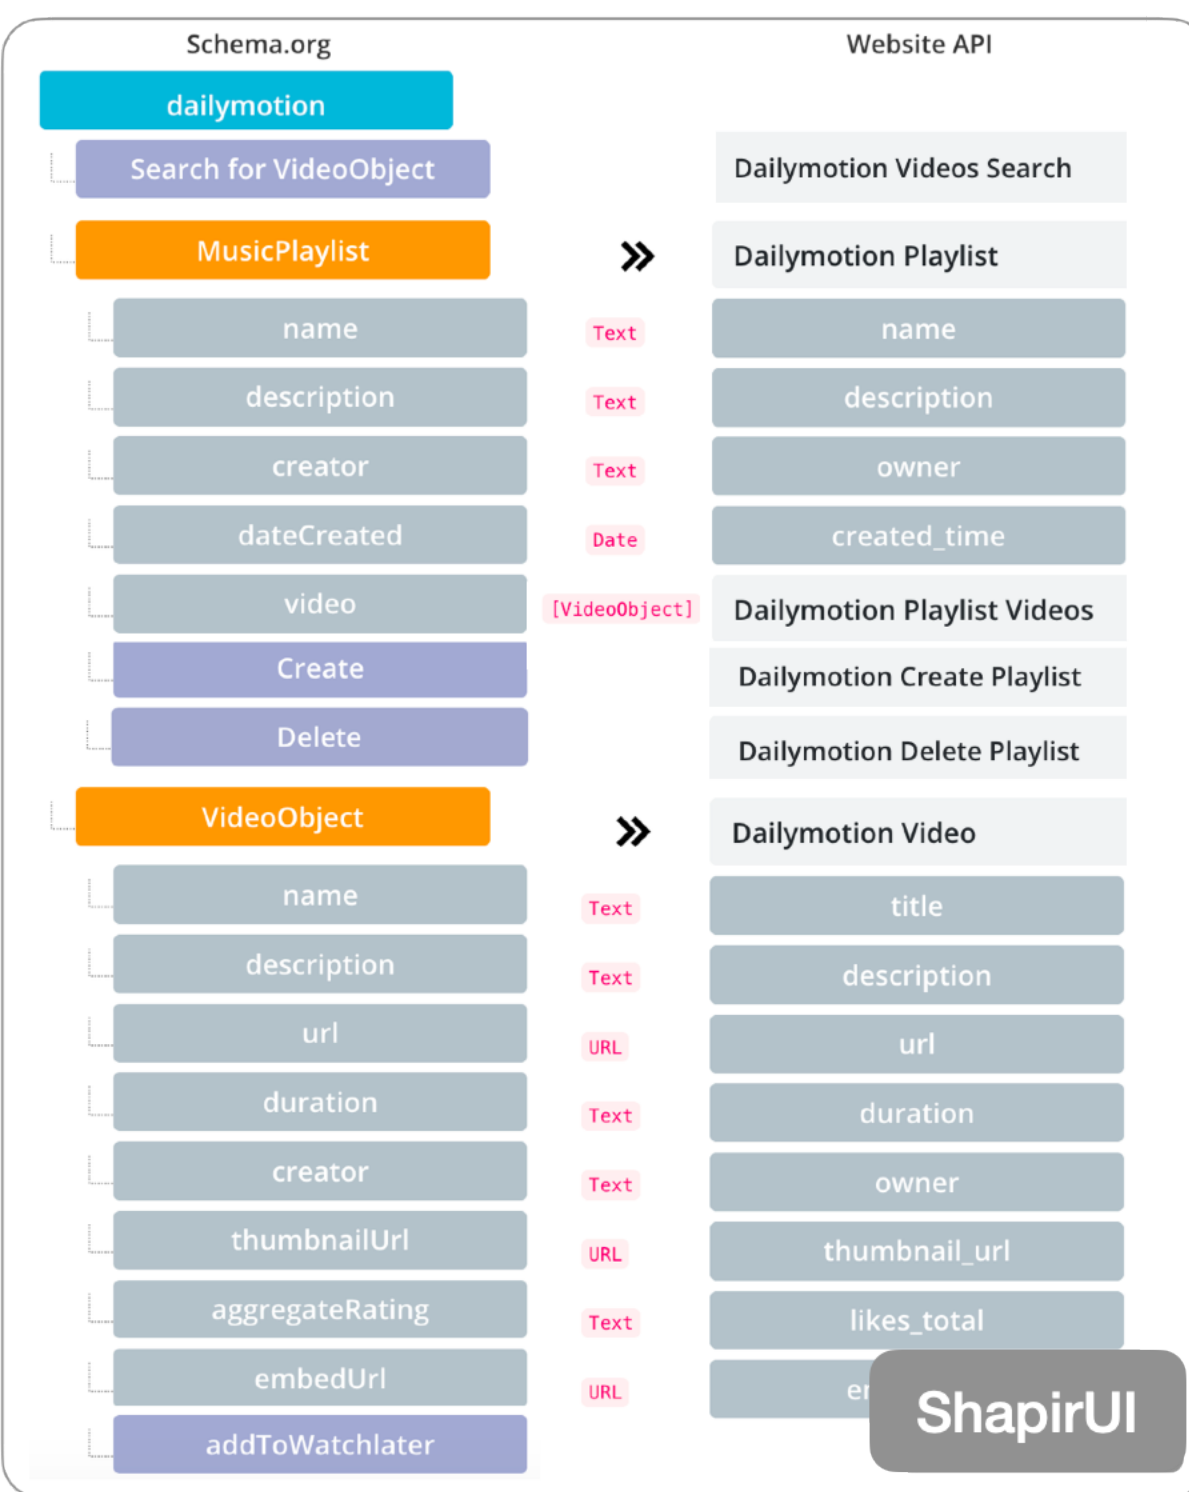 Schema.org Website API
dailymotion
Search for VideoObject Dailymotion Videos Search
MusicPlaylist Dailymotion Playlist
name Text name
description Text description
creator Text owner
dateCreated Date created_time
video [VideoObject] Dailymotion Playlist Videos
Create Dailymotion Create Playlist
Delete Dailymotion Delete Playlist
VideoObject Dailymotion Video
name Text title
description Text description
url URL url
duration Text duration
creator Text owner
thumbnailUrl URL thumbnail_url
aggregateRating Text likes_total
embedUrl URL
addToWatchlater
ShapirUI